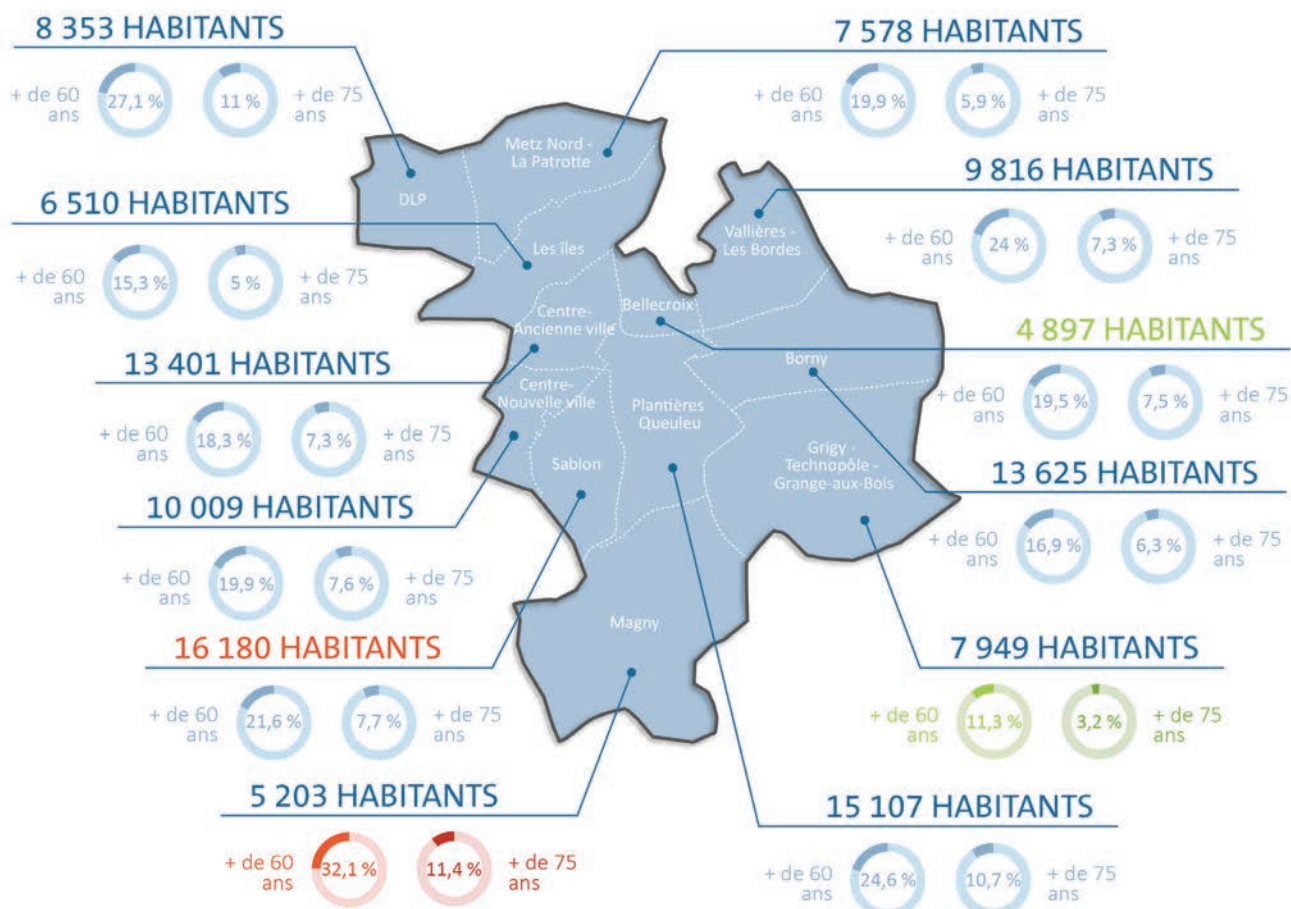 8 353 HABITANTS
+ de 60
ans
27,1 %
11 %
+ de 75
ans
7 578 HABITANTS
+ de 60
ans
19,9 %
5,9 %
+ de 75
ans
6 510 HABITANTS
+ de 60
ans
15,3 %
5 %
+ de 75
ans
9 816 HABITANTS
+ de 60
ans
24 %
7,3 %
+ de 75
ans
13 401 HABITANTS
+ de 60
ans
18,3 %
7,3 %
+ de 75
ans
4 897 HABITANTS
+ de 60
ans
19,5 %
7,5 %
+ de 75
ans
10 009 HABITANTS
+ de 60
ans
19,9 %
7,6 %
+ de 75
ans
13 625 HABITANTS
+ de 60
ans
16,9 %
6,3 %
+ de 75
ans
16 180 HABITANTS
+ de 60
ans
21,6 %
7,7 %
+ de 75
ans
7 949 HABITANTS
+ de 60
ans
11,3 %
3,2 %
+ de 75
ans
5 203 HABITANTS
+ de 60
ans
32,1 %
11,4 %
+ de 75
ans
15 107 HABITANTS
+ de 60
ans
24,6 %
10,7 %
+ de 75
ans
Metz Nord -
La Patrotte
DLP
Les îles
Vallières -
Les Bordes
Bellecroix
Centre-
Ancienne ville
Borny
Centre-
Nouvelle ville
Plantières
Queuleu
Sablon
Grigy -
Technopôle -
Grange-aux-Bois
Magny